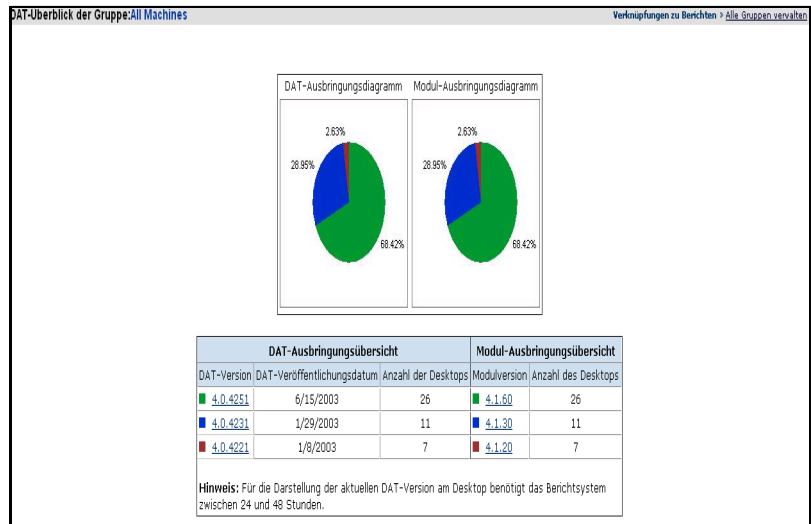 DAT-Überblick der Gruppe:All Machines
Verknüpfungen zu Berichten > Alle Gruppen vervalten
DAT-Ausbringungsdiagramm Modul-Ausbringungsdiagramm
2.63% 2.63%
28.95% 28.95%
68.42% 68.42%
DAT-Ausbringungsübersicht Modul-Ausbringungsübersicht
DAT-Version DAT-Veröffentlichungsdatum Anzahl der Desktops Modulversion Anzahl des Desktops
4.0.4251 6/15/2003 26 4.1.60 26
4.0.4231 1/29/2003 11 4.1.30 11
4.0.4221 1/8/2003 7 4.1.20 7
Hinweis: Für die Darstellung der aktuellen DAT-Version am Desktop benötigt das Berichtsystem
zwischen 24 und 48 Stunden.